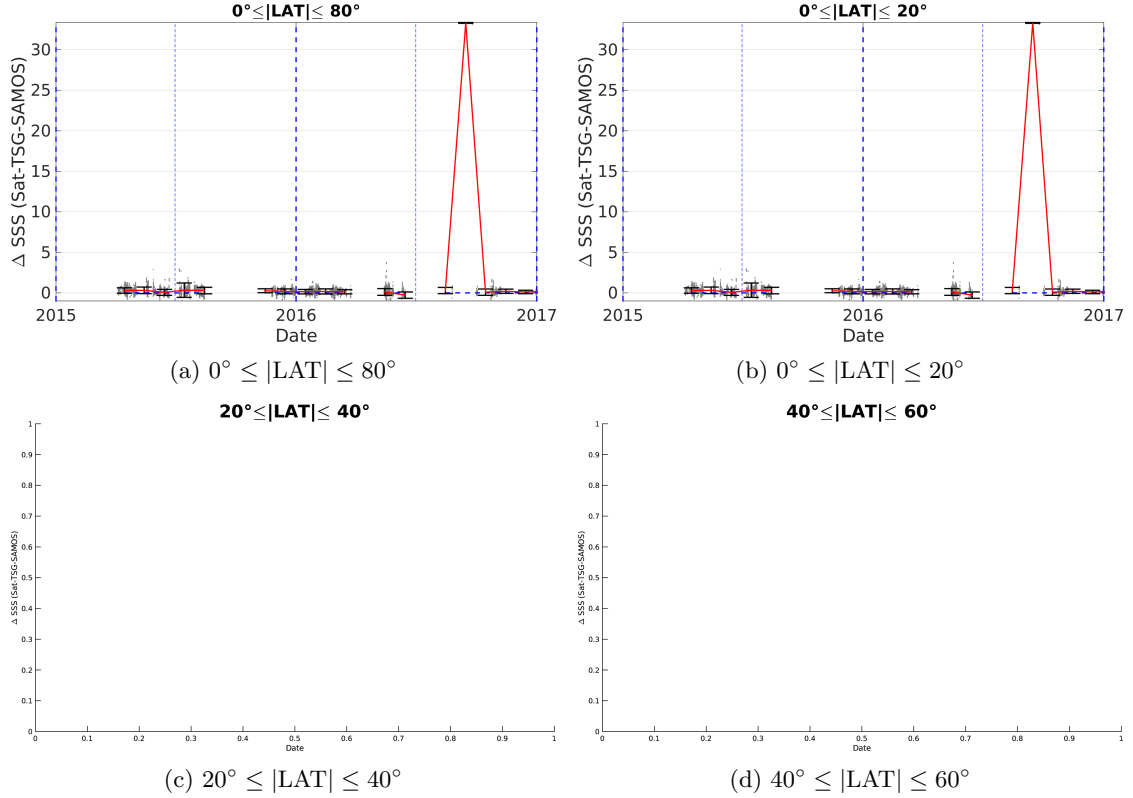 0°≤|LAT|≤ 80°
Δ SSS (Sat-TSG-SAMOS)
30
25
20
15
10
5
0
2015
2016
2017
Date
(a) 0° ≤ |LAT| ≤ 80°
0°≤|LAT|≤ 20°
Δ SSS (Sat-TSG-SAMOS)
30
25
20
15
10
5
0
2015
2016
2017
Date
(b) 0° ≤ |LAT| ≤ 20°
20°≤|LAT|≤ 40°
Δ SSS (Sat-TSG-SAMOS)
1
0.9
0.8
0.7
0.6
0.5
0.4
0.3
0.2
0.1
0
0 0.1 0.2 0.3 0.4 0.5 0.6 0.7 0.8 0.9 1
Date
(c) 20° ≤ |LAT| ≤ 40°
40°≤|LAT|≤ 60°
Δ SSS (Sat-TSG-SAMOS)
1
0.9
0.8
0.7
0.6
0.5
0.4
0.3
0.2
0.1
0
0 0.1 0.2 0.3 0.4 0.5 0.6 0.7 0.8 0.9 1
Date
(d) 40° ≤ |LAT| ≤ 60°